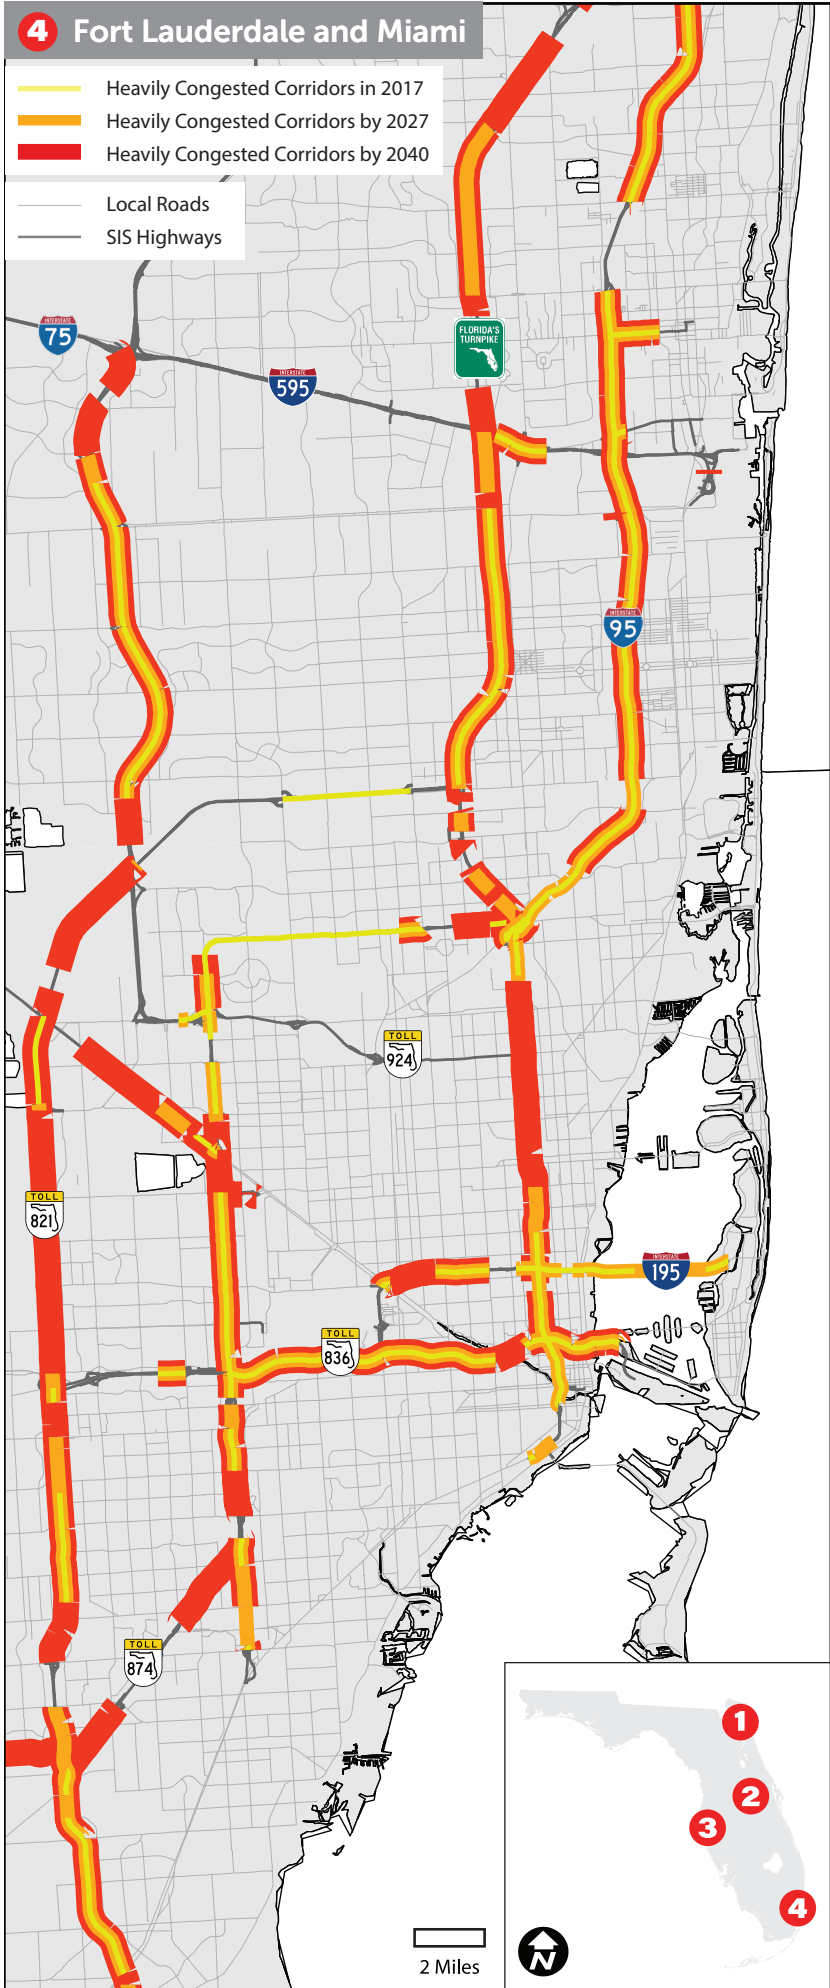 4 Fort Lauderdale and Miami
Heavily Congested Corridors in 2017
Heavily Congested Corridors by 2027
Heavily Congested Corridors by 2040
Local Roads
SIS Highways
INTERSTATE
75
FLORIDA'S
TURNPIKE
INTERSTATE
595
INTERSTATE
95
TOLL
924
TOLL
821
INTERSTATE
195
TOLL
836
TOLL
874
1
2
3
4
2 Miles
N